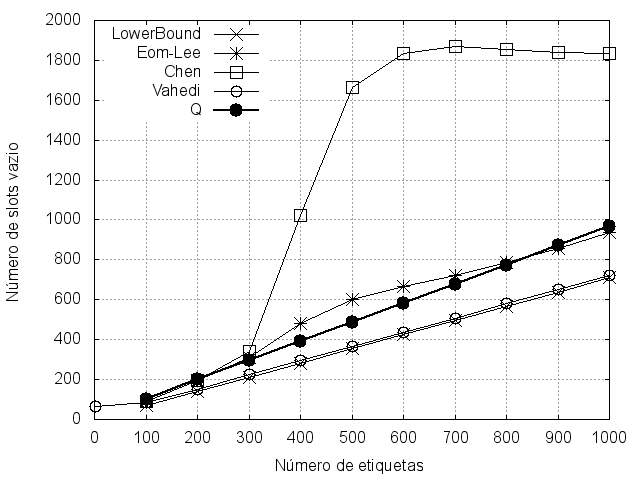 LowerBound
Eom-Lee
Chen
Vahedi
Q
2000
1800
1600
1400
1200
1000
800
600
400
200
0
Número de slots vazio
0 100 200 300 400 500 600 700 800 900 1000
Número de etiquetas